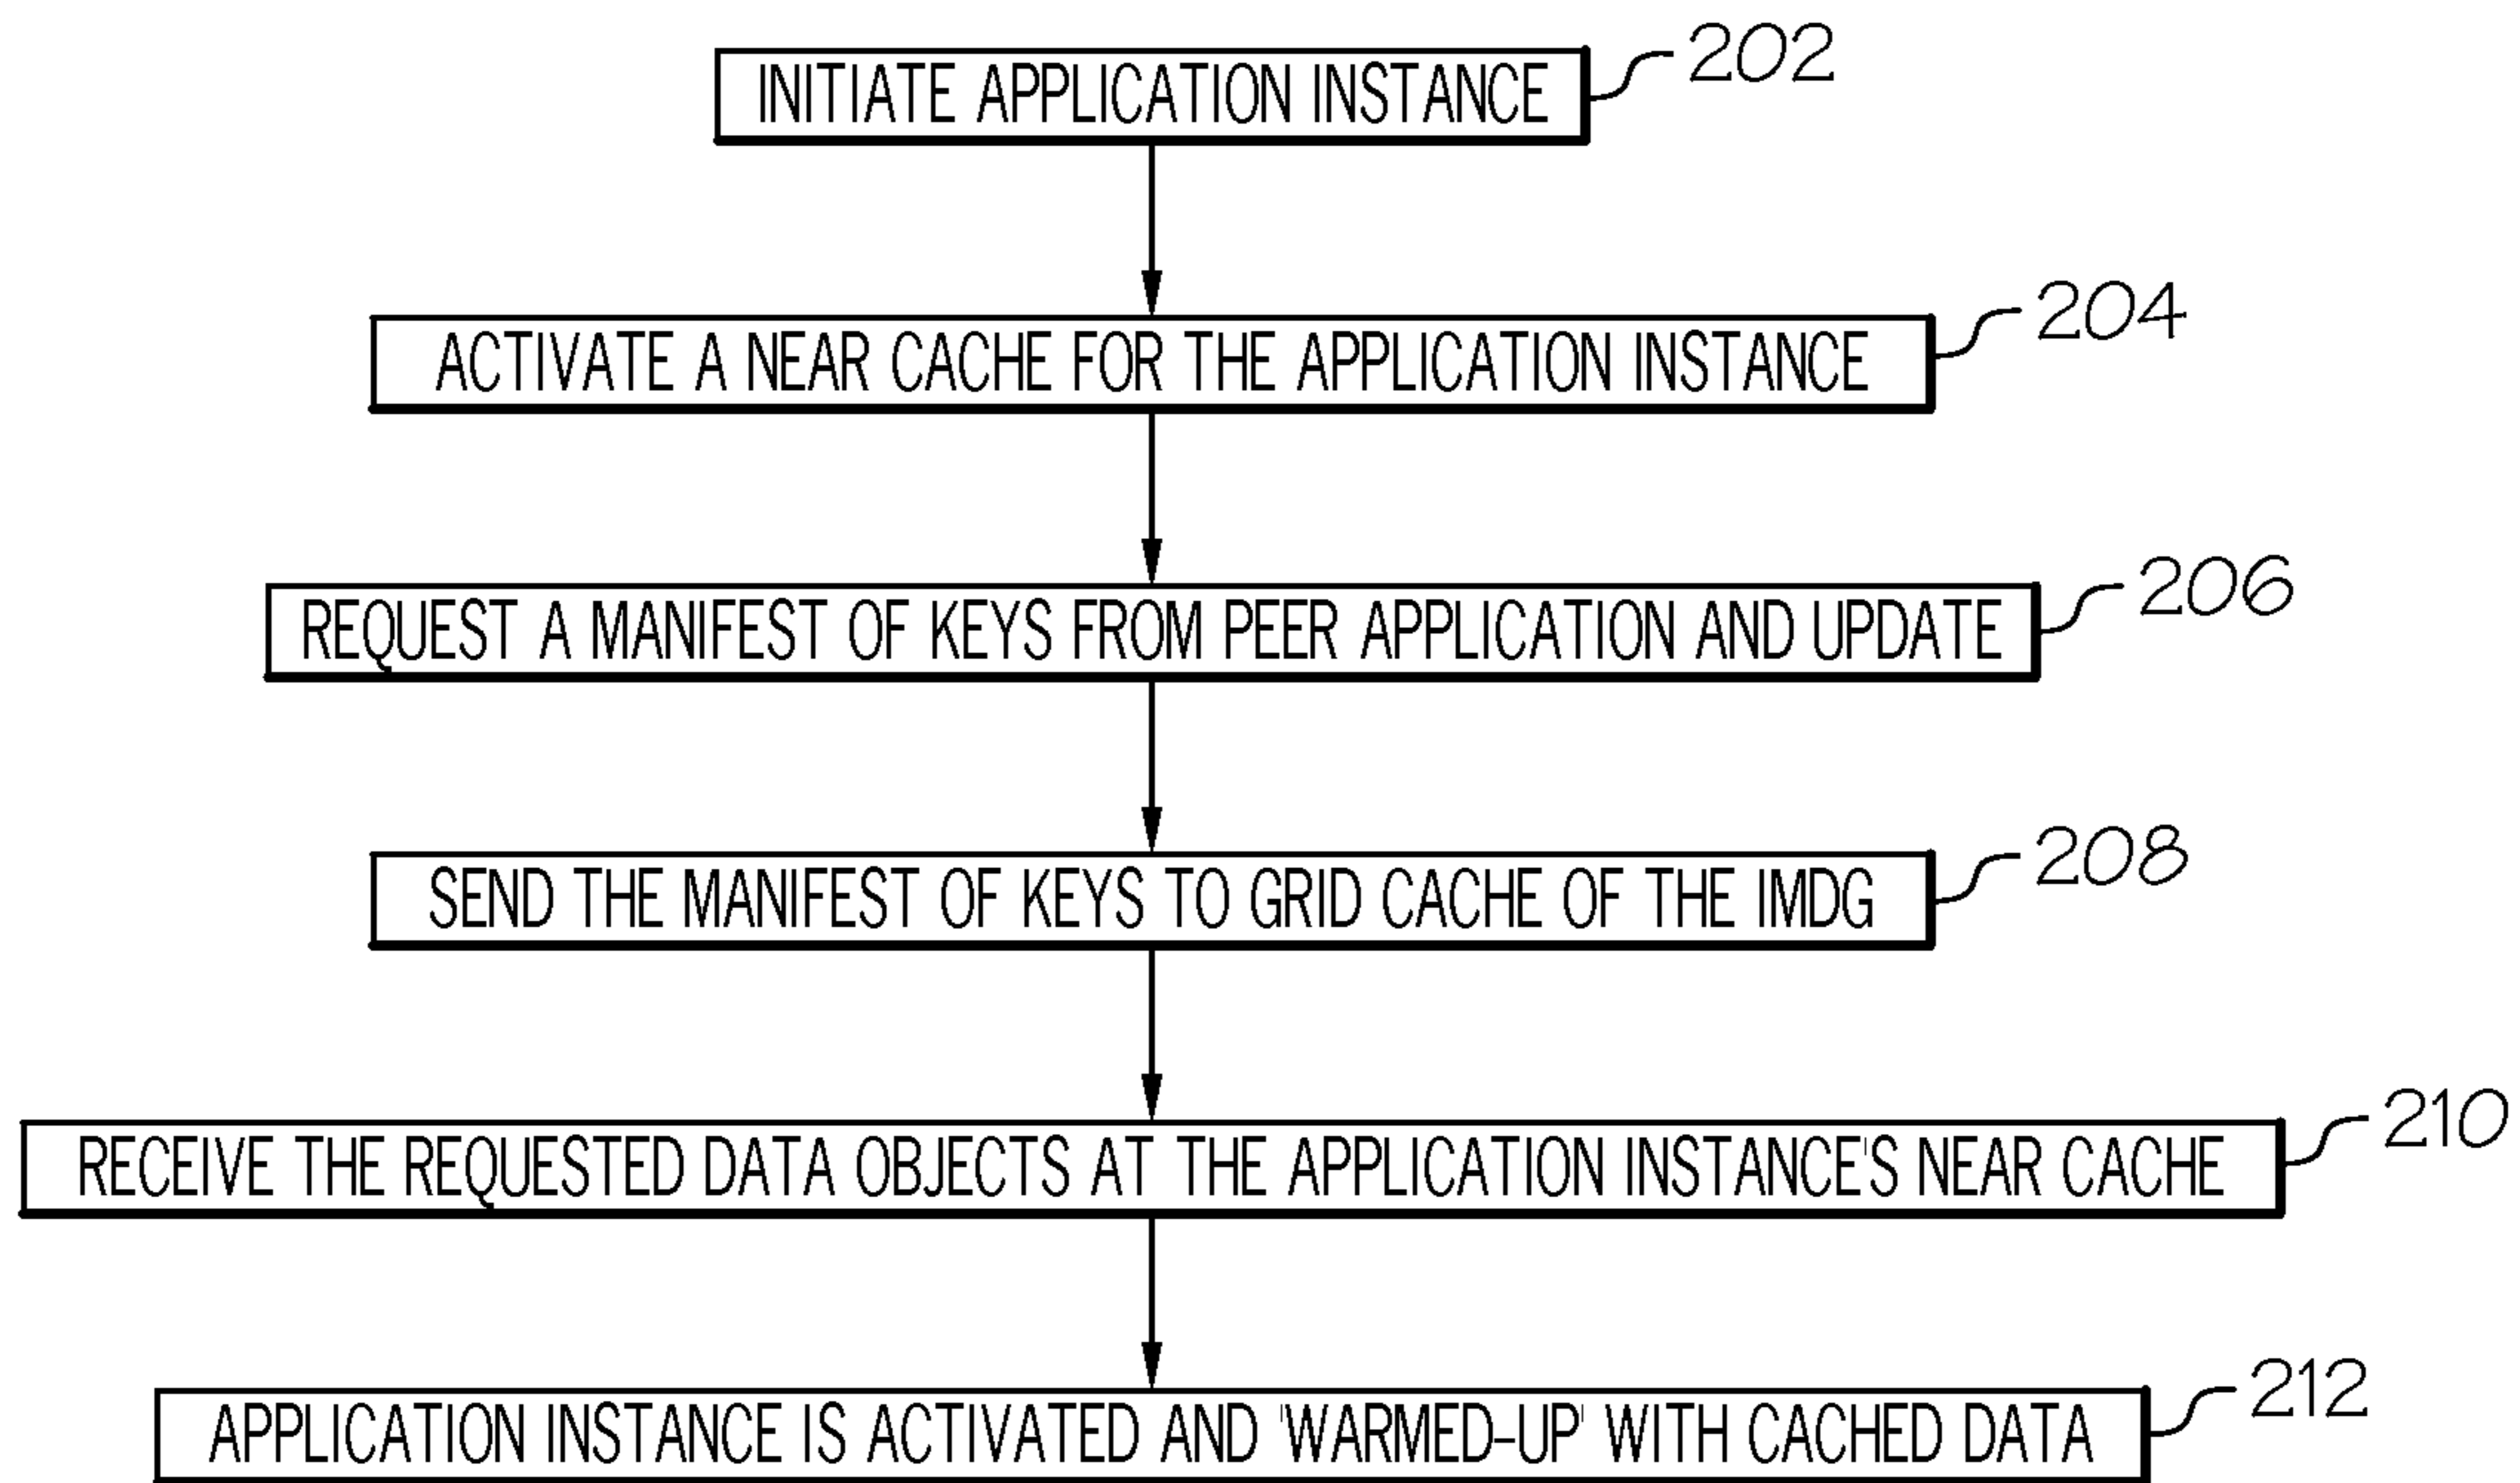 INITIATE APPLICATION INSTANCE
202
ACTIVATE A NEAR CACHE FOR THE APPLICATION INSTANCE
204
REQUEST A MANIFEST OF KEYS FROM PEER APPLICATION AND UPDATE
206
SEND THE MANIFEST OF KEYS TO GRID CACHE OF THE IMDG
208
RECEIVE THE REQUESTED DATA OBJECTS AT THE APPLICATION INSTANCE'S NEAR CACHE
210
APPLICATION INSTANCE IS ACTIVATED AND 'WARMED-UP' WITH CACHED DATA
212